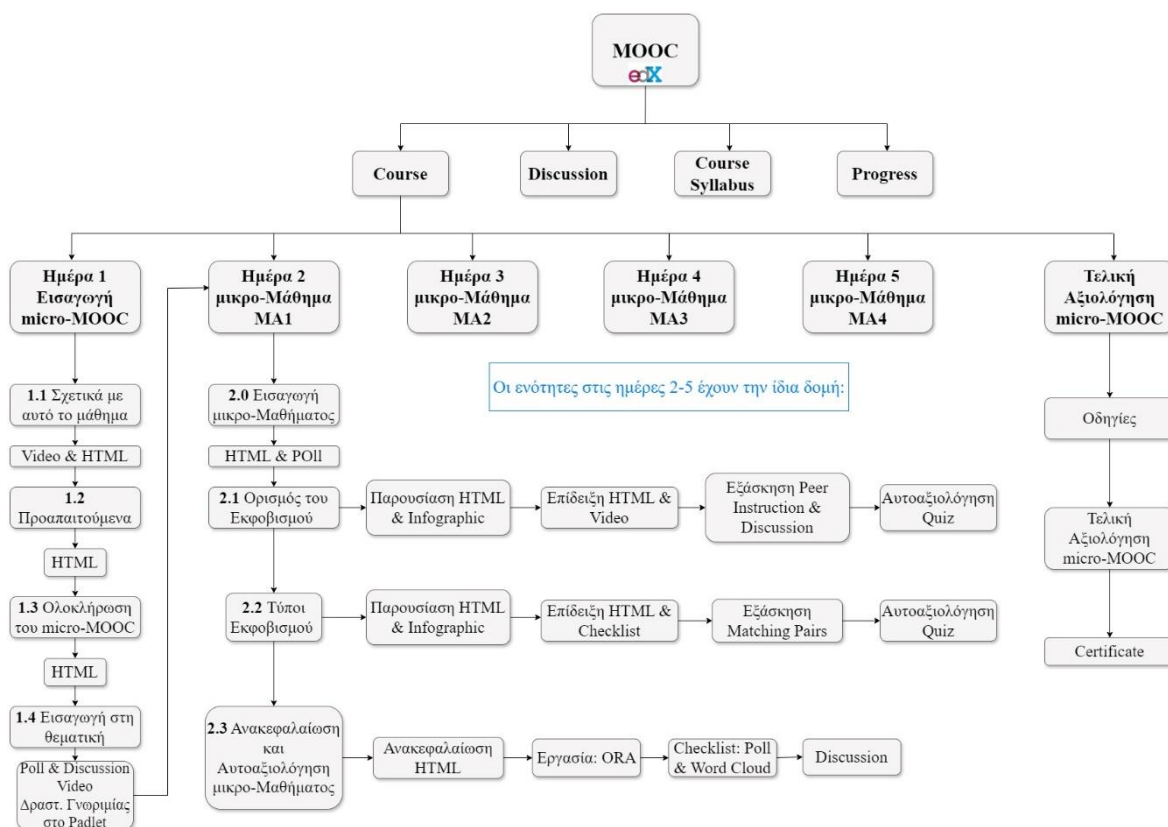 MOOC
edX
Course
Discussion
Course
Syllabus
Progress
Ημέρα 1
Εισαγωγή
micro-MOOC
Ημέρα 2
μικρο-Μάθημα
ΜΑ1
Ημέρα 3
μικρο-Μάθημα
ΜΑ2
Ημέρα 4
μικρο-Μάθημα
ΜΑ3
Ημέρα 5
μικρο-Μάθημα
ΜΑ4
Τελική
Αξιολόγηση
micro-MOOC
Οι ενότητες στις ημέρες 2-5 έχουν την ίδια δομή:
1.1 Σχετικά με
αυτό το μάθημα
Video & HTML
1.2
Προαπαιτούμενα
HTML
1.3 Ολοκλήρωση
του micro-MOOC
HTML
1.4 Εισαγωγή στη
θεματική
Poll & Discussion
Video
Δραστ. Γνωριμίας
στο Padlet
2.0 Εισαγωγή
μικρο-Μαθήματος
HTML & POll
2.1 Ορισμός του
Εκφοβισμού
Παρουσίαση HTML
& Infographic
Επίδειξη HTML &
Video
Εξάσκηση Peer
Instruction &
Discussion
Αυτοαξιολόγηση
Quiz
2.2 Τύποι
Εκφοβισμού
Παρουσίαση HTML
& Infographic
Επίδειξη HTML &
Checklist
Εξάσκηση
Matching Pairs
Αυτοαξιολόγηση
Quiz
2.3 Ανακεφαλαίωση
και
Αυτοαξιολόγηση
μικρο-Μαθήματος
Ανακεφαλαίωση
HTML
Εργασία: ORA
Checklist: Poll
& Word Cloud
Discussion
Οδηγίες
Τελική
Αξιολόγηση
micro-MOOC
Certificate